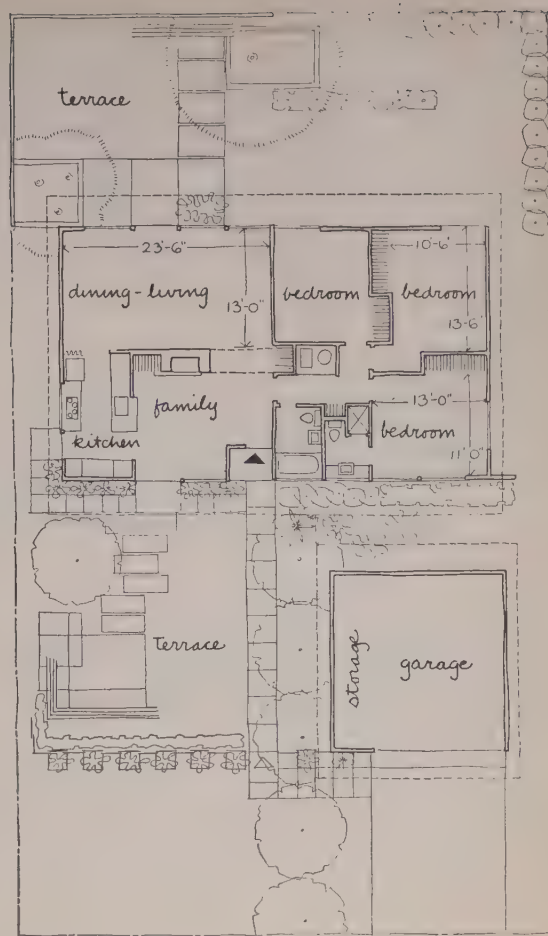 terrace
23'-6"
10'-6"
dining-living
13'-0"
bedroom
bedroom
13'-6"
family
13'-0"
bedroom
kitchen
11'-0"
Terrace
storage
garage